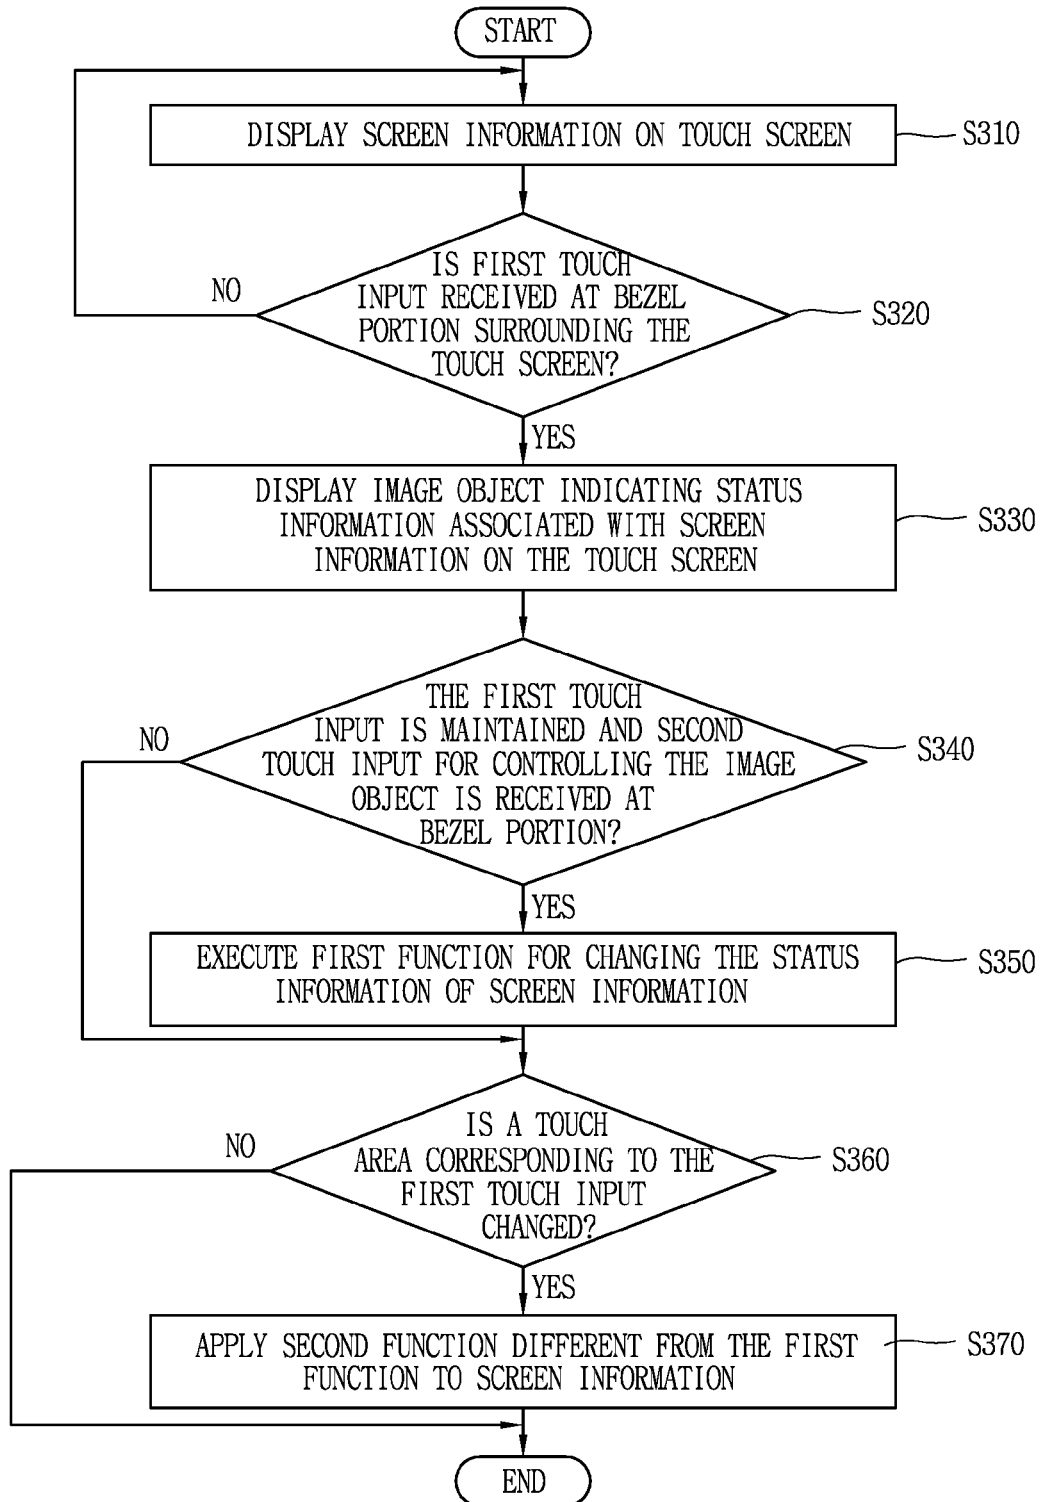 START
DISPLAY SCREEN INFORMATION ON TOUCH SCREEN
S310
IS FIRST TOUCH
INPUT RECEIVED AT BEZEL
PORTION SURROUNDING THE
TOUCH SCREEN?
NO
S320
YES
DISPLAY IMAGE OBJECT INDICATING STATUS
INFORMATION ASSOCIATED WITH SCREEN
INFORMATION ON THE TOUCH SCREEN
S330
THE FIRST TOUCH
INPUT IS MAINTAINED AND SECOND
TOUCH INPUT FOR CONTROLLING THE IMAGE
OBJECT IS RECEIVED AT
BEZEL PORTION?
NO
S340
YES
EXECUTE FIRST FUNCTION FOR CHANGING THE STATUS
INFORMATION OF SCREEN INFORMATION
S350
IS A TOUCH
AREA CORRESPONDING TO THE
FIRST TOUCH INPUT
CHANGED?
NO
S360
YES
APPLY SECOND FUNCTION DIFFERENT FROM THE FIRST
FUNCTION TO SCREEN INFORMATION
S370
END